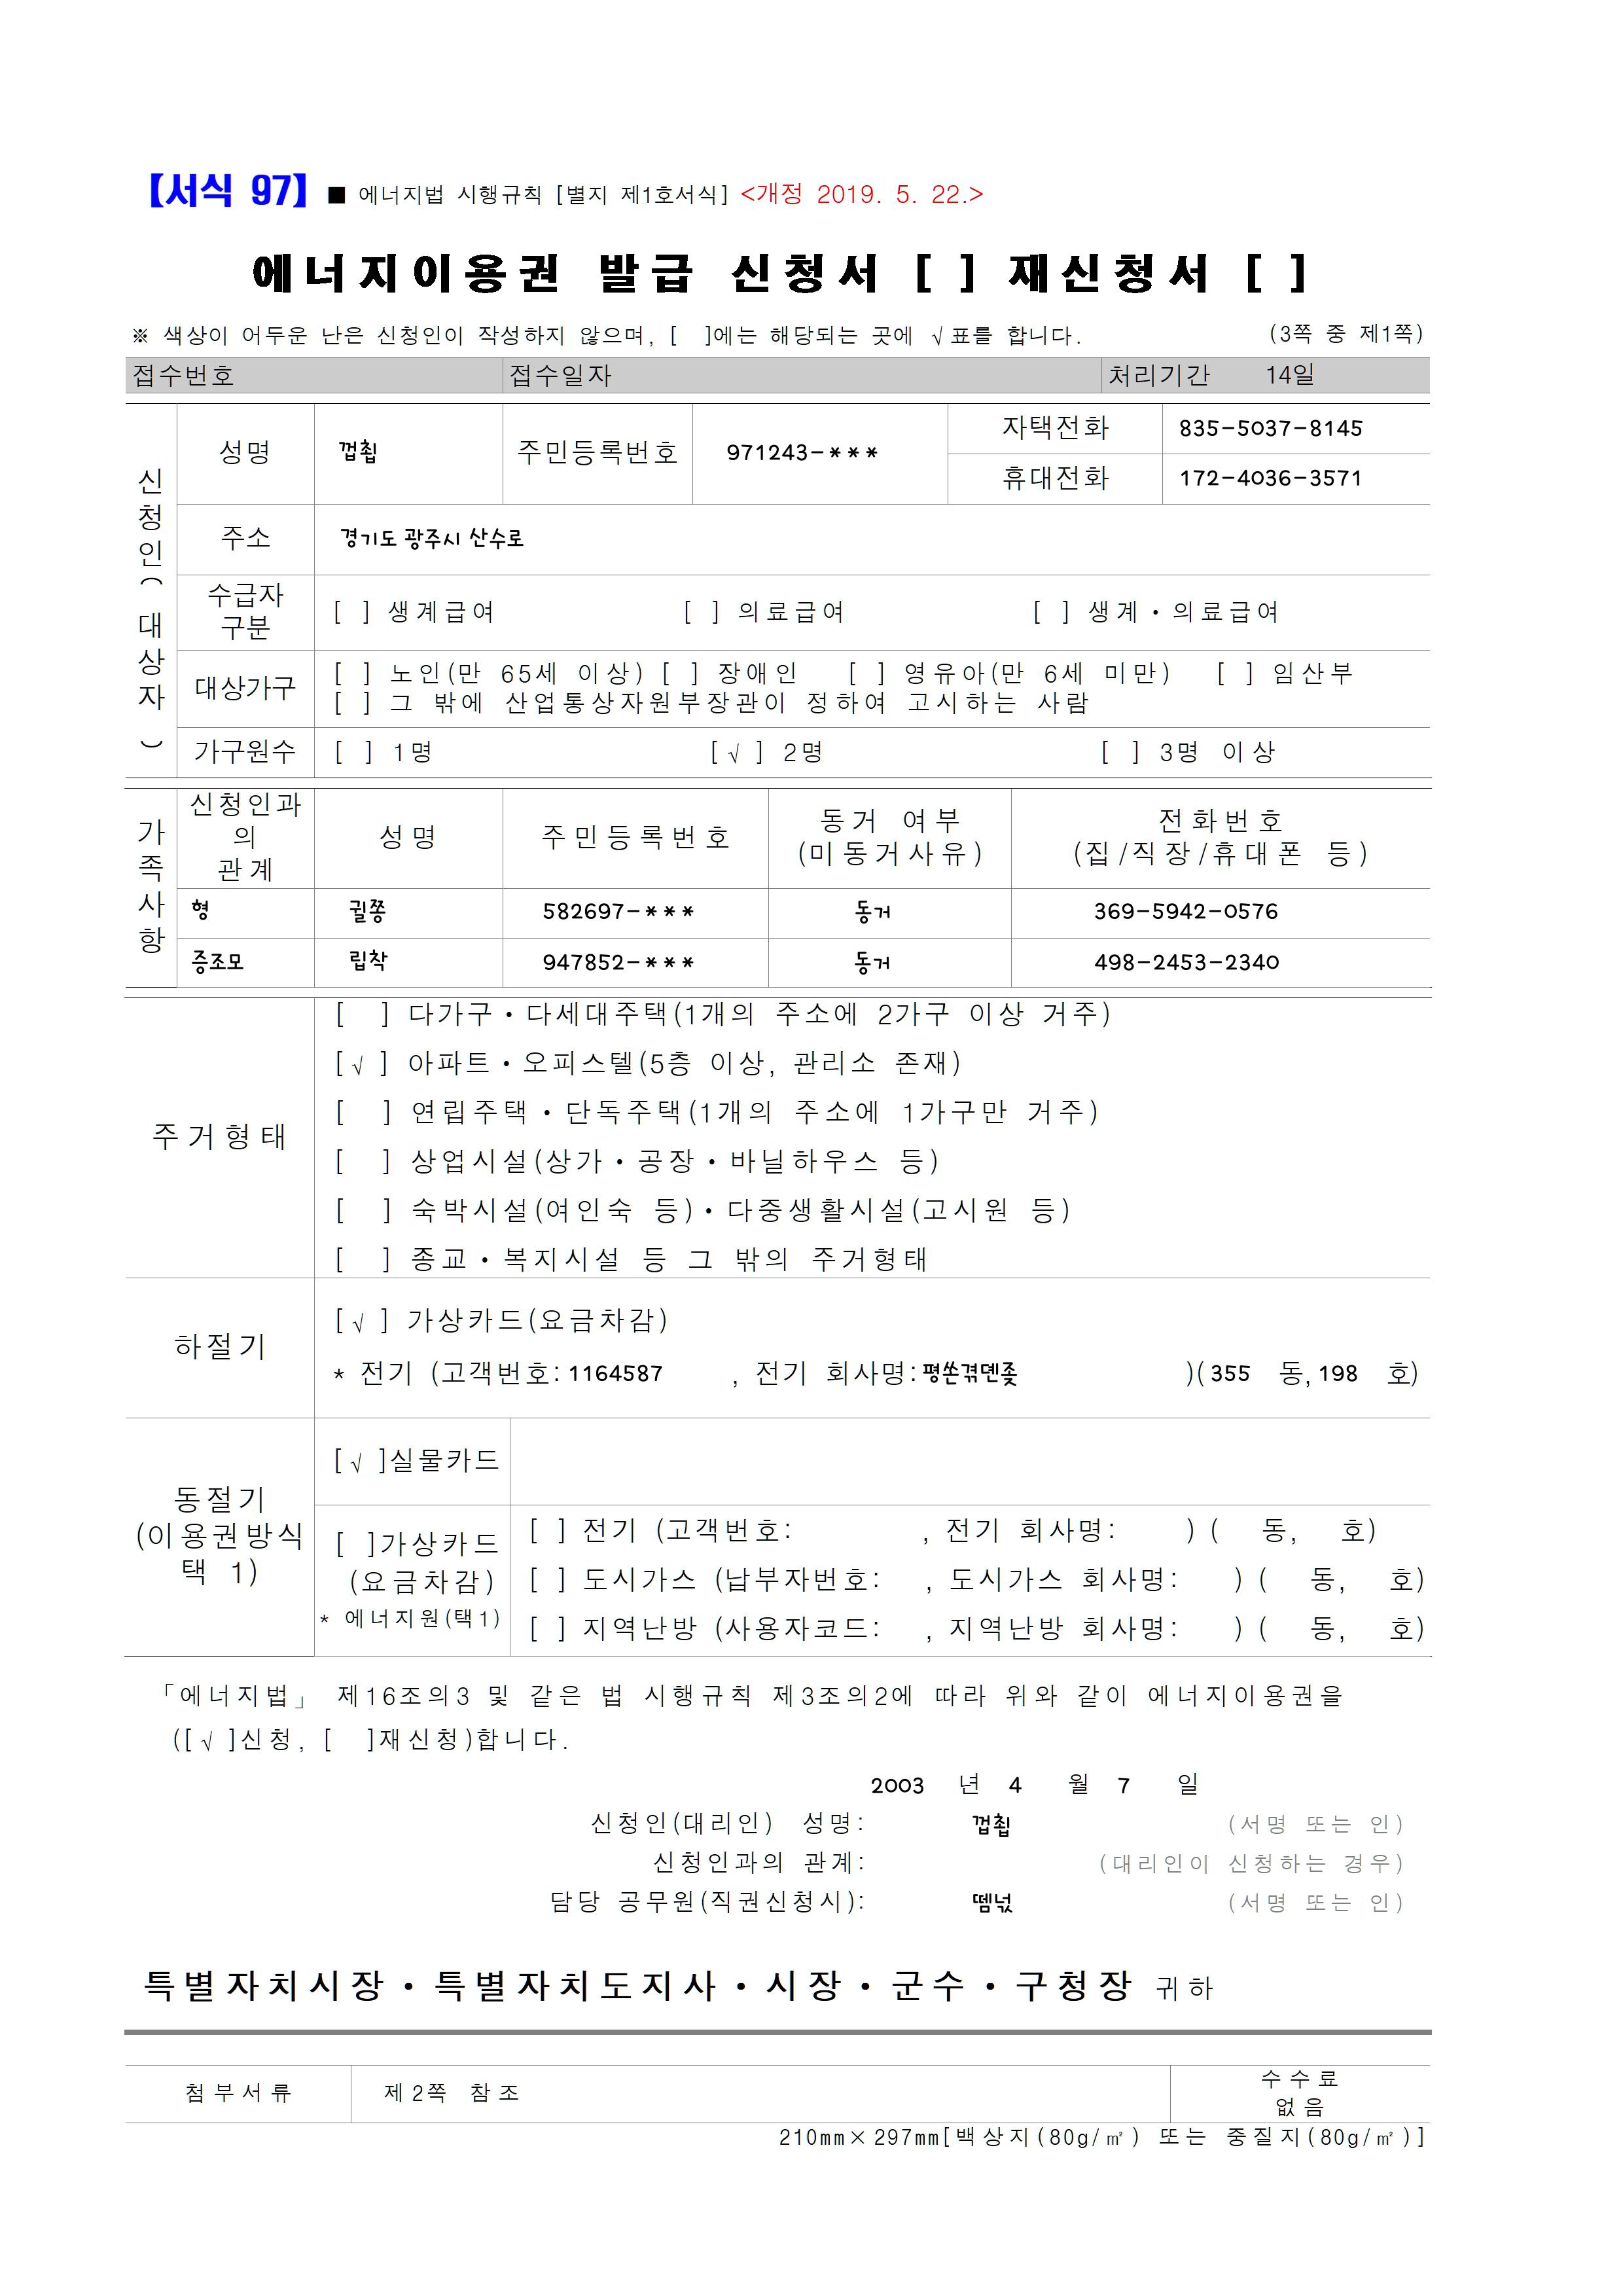 【서식 97】 ■ 에너지법 시행규칙 [별지 제1호서식] <개정 2019. 5. 22.>
에너지이용권 발급 신청서 [ ] 재신청서 [ ]
※ 색상이 어두운 난은 신청인이 작성하지 않으며, [ ]에는 해당되는 곳에 √표를 합니다. (3쪽 중 제1쪽)
접수번호 접수일자 처리기간 14일
신청인(대상자)
성명 껍쵭 주민등록번호 971243-***
자택전화 835-5037-8145
휴대전화 172-4036-3571
주소 경기도 광주시 산수로
수급자
구분
[ ] 생계급여 [ ] 의료급여 [ ] 생계·의료급여
대상가구
[ ] 노인(만 65세 이상) [ ] 장애인 [ ] 영유아(만 6세 미만) [ ] 임산부
[ ] 그 밖에 산업통상자원부장관이 정하여 고시하는 사람
가구원수 [ ] 1명 [√ ] 2명 [ ] 3명 이상
가족사항
신청인과
의
관계
성명
주민등록번호
동거 여부
(미동거사유)
전화번호
(집/직장/휴대폰 등)
형 귈쫑 582697-*** 동거 369-5942-0576
증조모 립착 947852-*** 동거 498-2453-2340
주거형태
[ ] 다가구·다세대주택(1개의 주소에 2가구 이상 거주)
[√ ] 아파트·오피스텔(5층 이상, 관리소 존재)
[ ] 연립주택·단독주택(1개의 주소에 1가구만 거주)
[ ] 상업시설(상가·공장·바닐하우스 등)
[ ] 숙박시설(여인숙 등)·다중생활시설(고시원 등)
[ ] 종교·복지시설 등 그 밖의 주거형태
하절기
[√ ] 가상카드(요금차감)
* 전기 (고객번호: 1164587 , 전기 회사명: 평쏜겪뎬좆 )( 355 동, 198 호)
동절기
(이용권방식
택 1)
[√ ]실물카드
[ ]가상카드
(요금차감)
* 에너지원(택1)
[ ] 전기 (고객번호: , 전기 회사명: ) ( 동, 호)
[ ] 도시가스 (납부자번호: , 도시가스 회사명: ) ( 동, 호)
[ ] 지역난방 (사용자코드: , 지역난방 회사명: ) ( 동, 호)
「에너지법」 제16조의3 및 같은 법 시행규칙 제3조의2에 따라 위와 같이 에너지이용권을
([√ ]신청, [ ]재신청)합니다.
2003 년 4 월 7 일
신청인(대리인) 성명: 껍쵭 (서명 또는 인)
신청인과의 관계: (대리인이 신청하는 경우)
담당 공무원(직권신청시): 뗌넋 (서명 또는 인)
특별자치시장·특별자치도지사·시장·군수·구청장 귀하
첨부서류 제2쪽 참조
수수료
없음
210mm×297mm[백상지(80g/㎡) 또는 중질지(80g/㎡)]